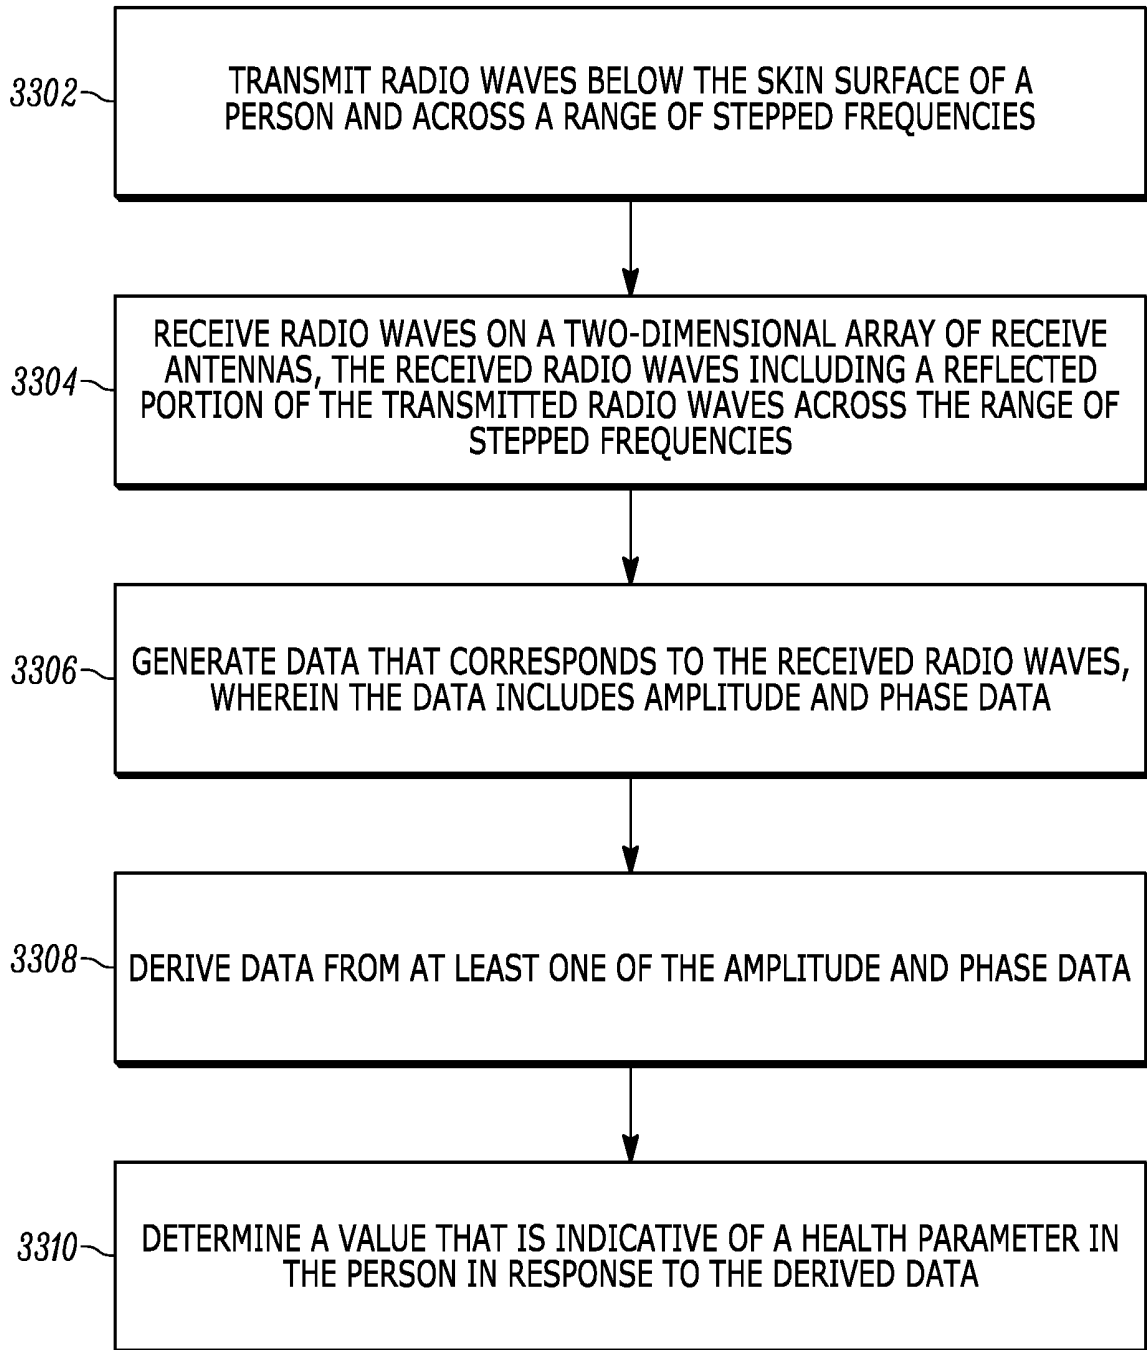 3302
TRANSMIT RADIO WAVES BELOW THE SKIN SURFACE OF A
PERSON AND ACROSS A RANGE OF STEPPED FREQUENCIES
3304
RECEIVE RADIO WAVES ON A TWO-DIMENSIONAL ARRAY OF RECEIVE
ANTENNAS, THE RECEIVED RADIO WAVES INCLUDING A REFLECTED
PORTION OF THE TRANSMITTED RADIO WAVES ACROSS THE RANGE OF
STEPPED FREQUENCIES
3306
GENERATE DATA THAT CORRESPONDS TO THE RECEIVED RADIO WAVES,
WHEREIN THE DATA INCLUDES AMPLITUDE AND PHASE DATA
3308
DERIVE DATA FROM AT LEAST ONE OF THE AMPLITUDE AND PHASE DATA
3310
DETERMINE A VALUE THAT IS INDICATIVE OF A HEALTH PARAMETER IN
THE PERSON IN RESPONSE TO THE DERIVED DATA